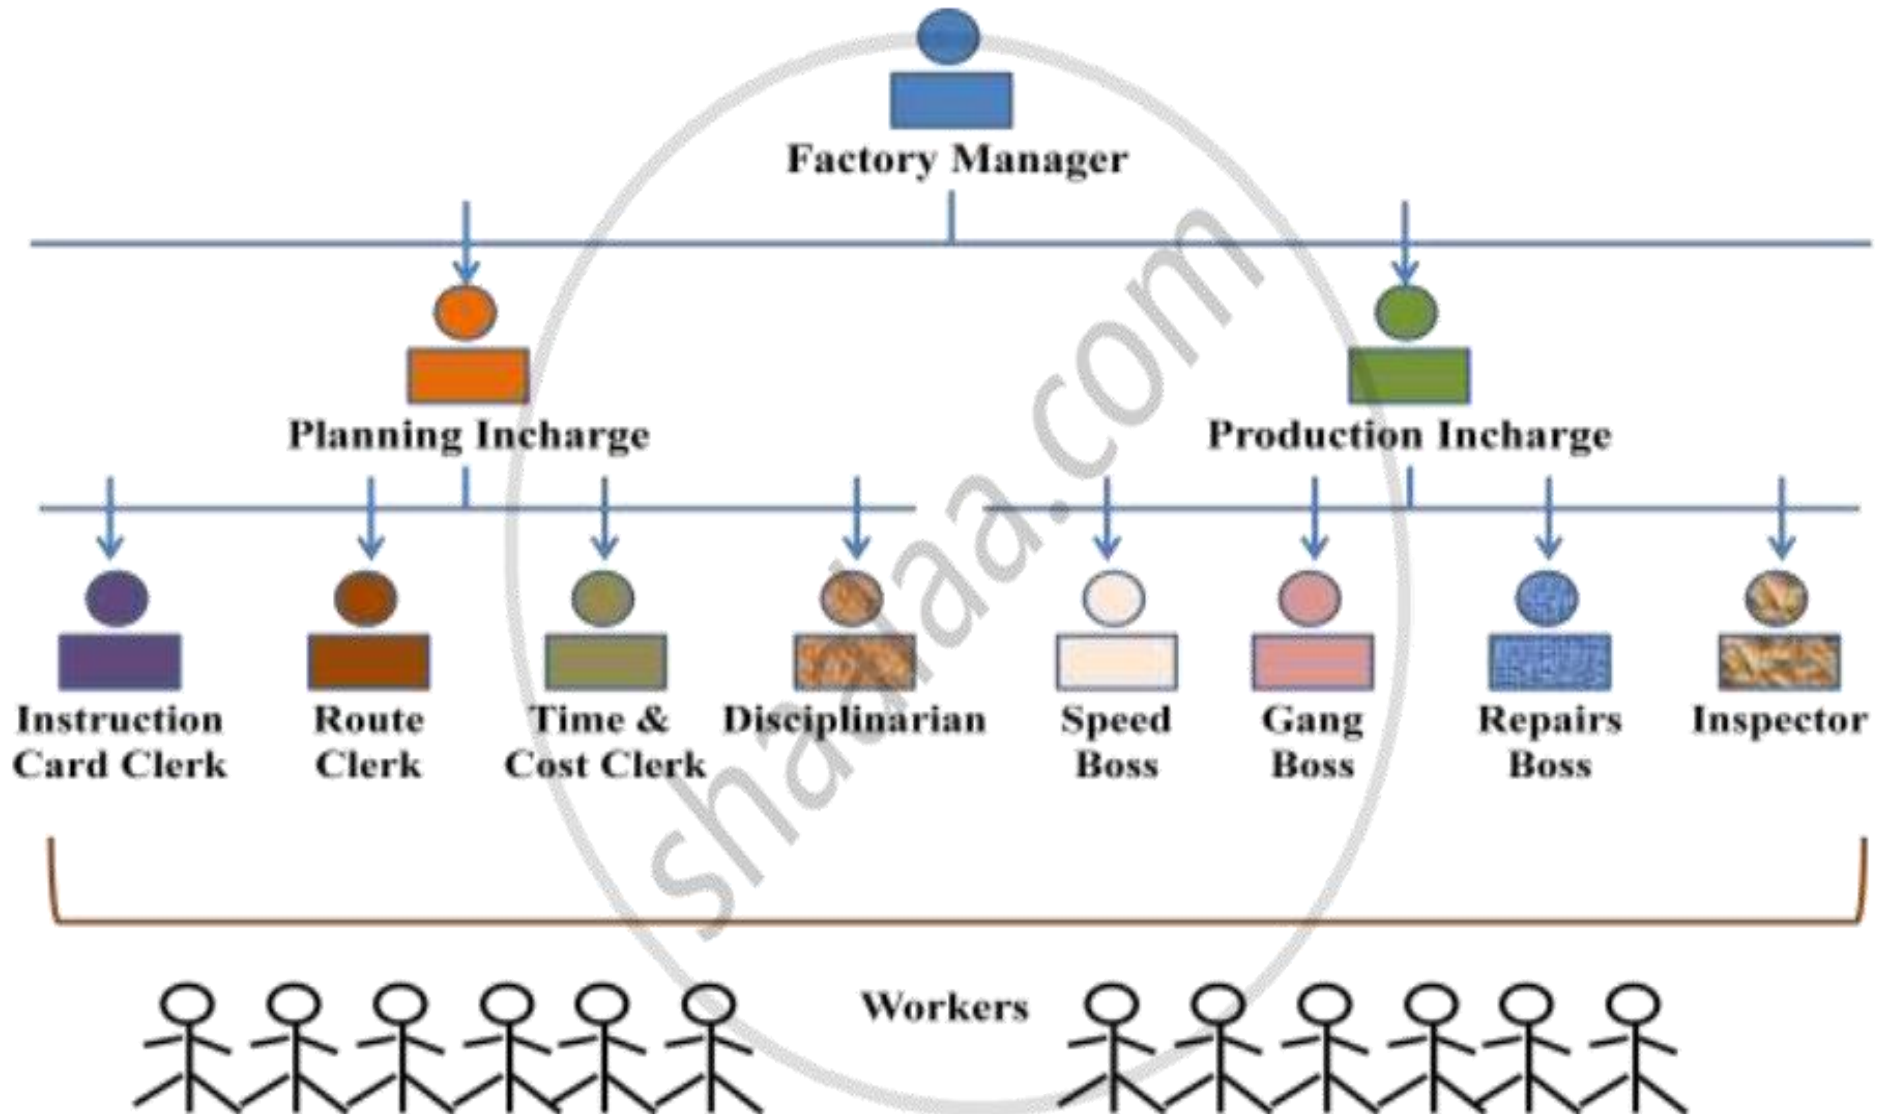 Factory Manager
Planning Incharge
Production Incharge
Instruction
Card Clerk
Route
Clerk
Time &
Cost Clerk
Disciplinarian
Speed
Boss
Gang
Boss
Repairs
Boss
Inspector
Workers
shaalaa.com